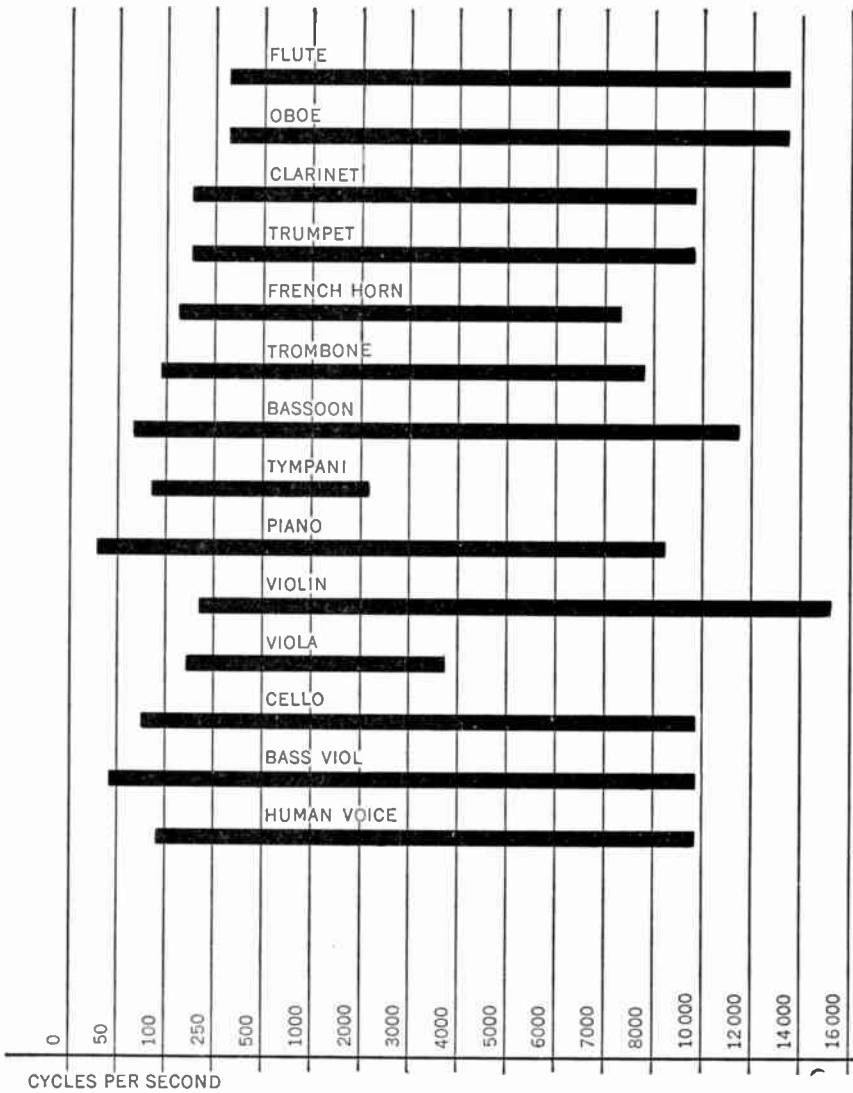 FLUTE
OBOE
CLARINET
TRUMPET
FRENCH HORN
TROMBONE
BASSOON
TYMPANI
PIANO
VIOLIN
VIOLA
CELLO
BASS VIOL
HUMAN VOICE
0 50 100 250 500 1000 2000 3000 4000 5000 6000 7000 8000 10 000 12 000 14 000 16 000
CYCLES PER SECOND